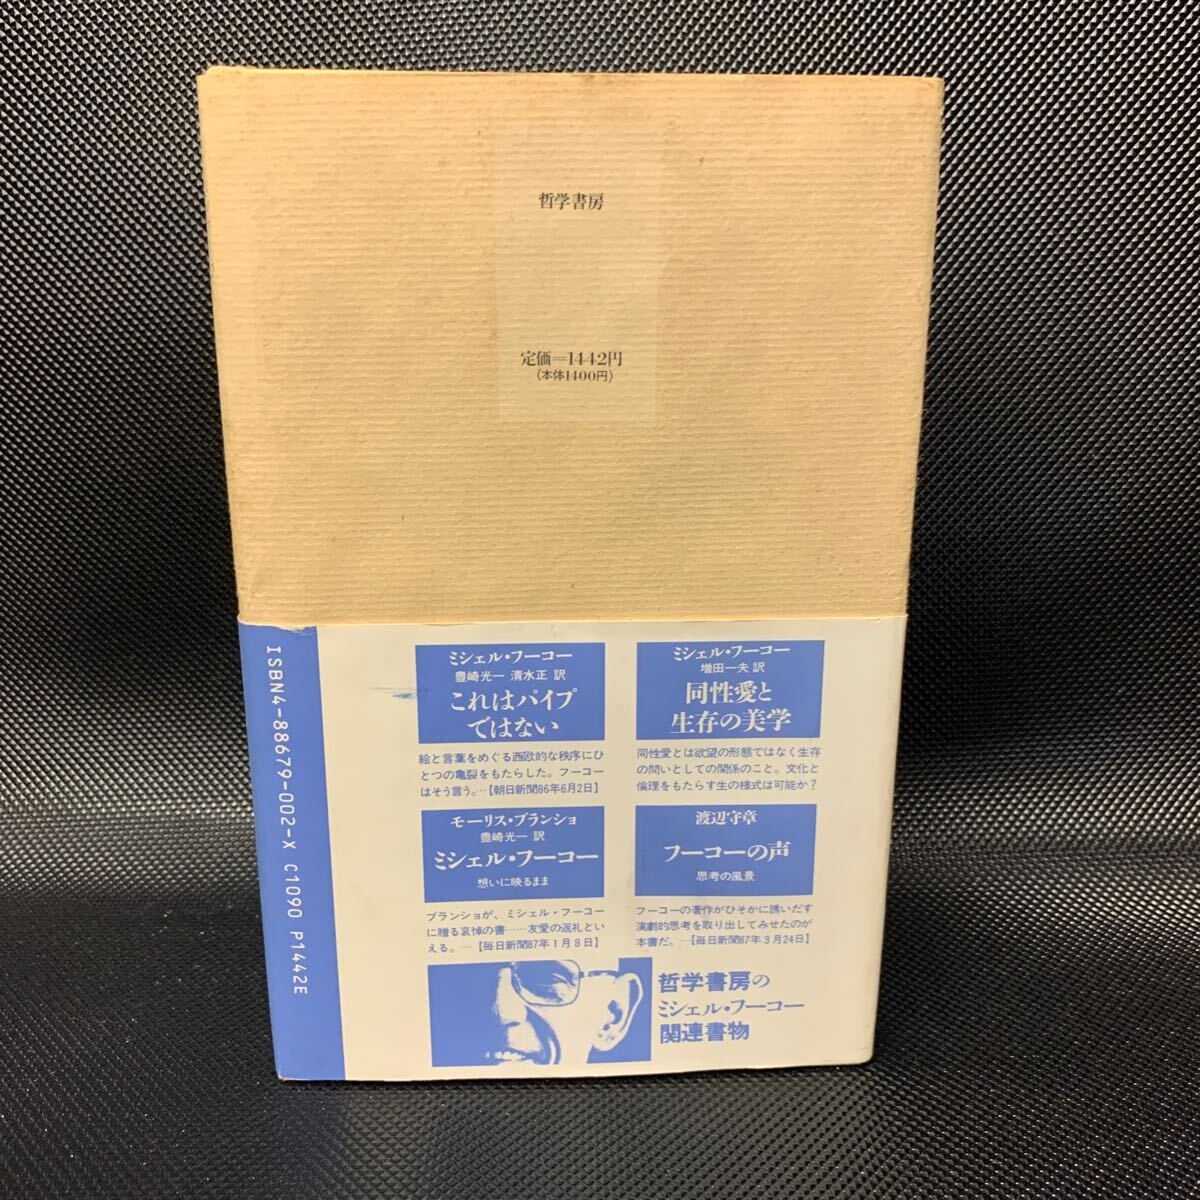 哲学書房
定価=1442円
(本体1400円)
ISBN4-88679-002-X C1090 P1442E
ミシェル・フーコー
豊崎光一 清水正 訳
これはパイプ
ではない
絵と言葉をめぐる西欧的な秩序にひ
とつの亀裂をもたらした。フーコー
はそう言う。…【朝日新聞86年6月2日】
ミシェル・フーコー
増田一夫 訳
同性愛と
生存の美学
同性愛とは欲望の形態ではなく生存
の問いとしての関係のこと。文化と
倫理をもたらす生の様式は可能か？
モーリス・ブランショ
豊崎光一 訳
ミシェル・フーコー
想いに映るまま
ブランショが、ミシェル・フーコー
に贈る哀悼の書……友愛の返礼とい
える。…【毎日新聞87年1月8日】
渡辺守章
フーコーの声
思考の風景
フーコーの著作がひそかに誘いだす
演劇的思考を取り出してみせたのが
本書だ。…【毎日新聞87年3月24日】
哲学書房の
ミシェル・フーコー
関連書物